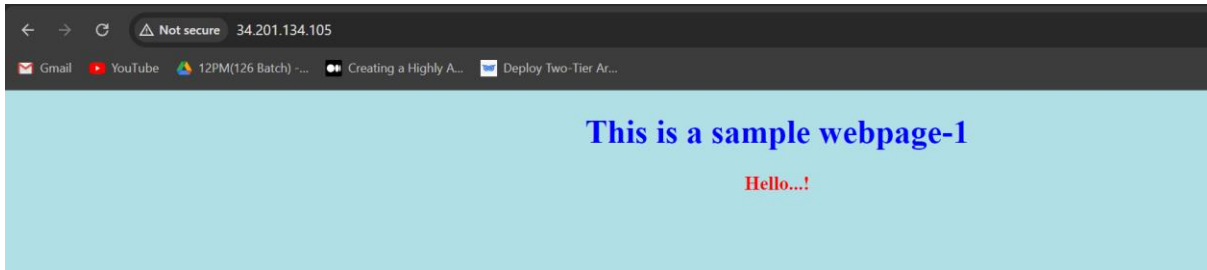 Not secure 34.201.134.105
Gmail YouTube 12PM(126 Batch) -... Creating a Highly A... Deploy Two-Tier Ar...
This is a sample webpage-1
Hello...!